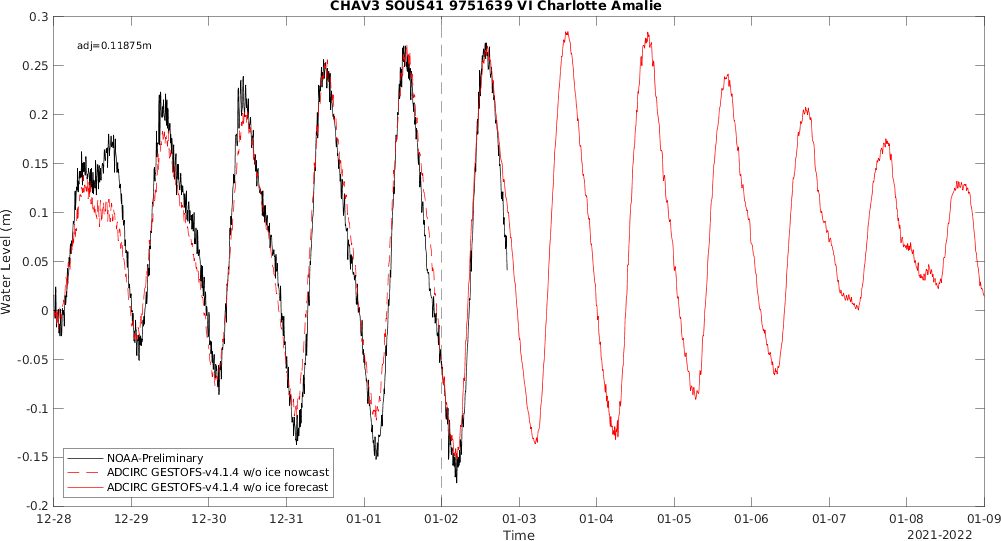 CHAV3 SOUS41 9751639 VI Charlotte Amalie
adj=0.11875m
0.3
0.25
0.2
0.15
0.1
0.05
0
-0.05
-0.1
-0.15
-0.2
Water Level (m)
NOAA-Preliminary
ADCIRC GESTOFS-v4.1.4 w/o ice nowcast
ADCIRC GESTOFS-v4.1.4 w/o ice forecast
12-28 12-29 12-30 12-31 01-01 01-02 01-03 01-04 01-05 01-06 01-07 01-08 01-09
Time
2021-2022